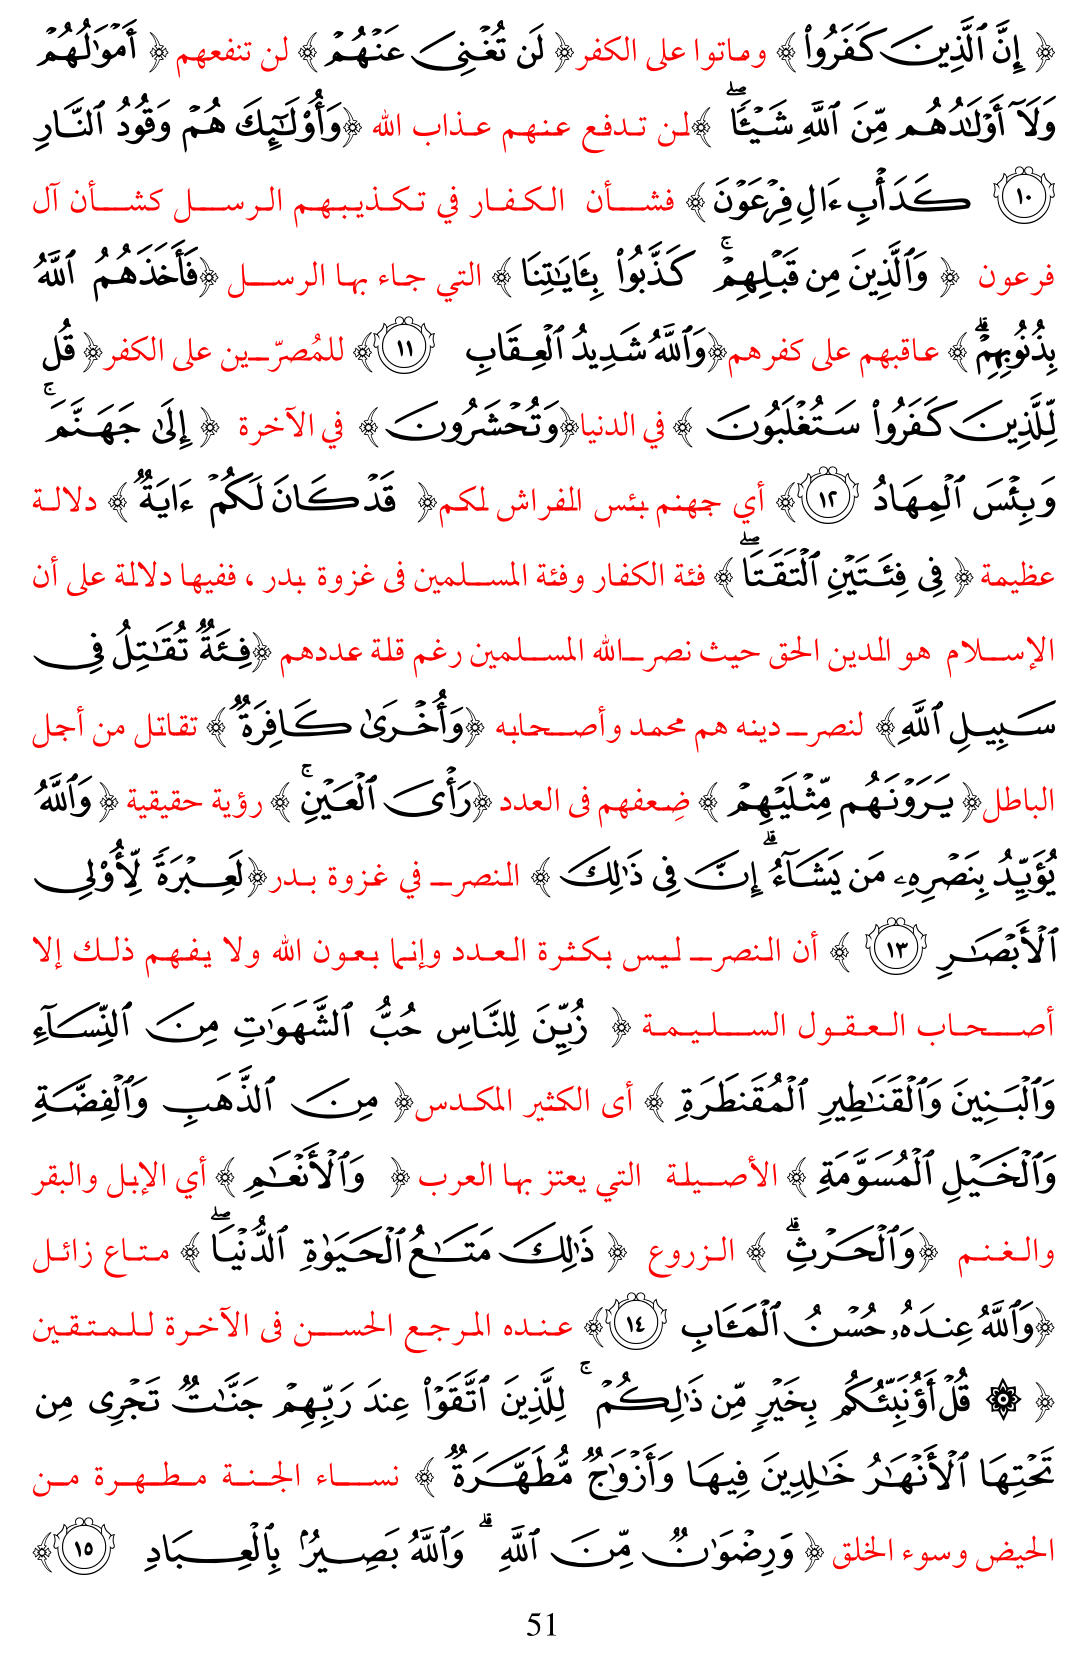 ﴿ إِنَّ ٱلَّذِينَ كَفَرُواْ ﴾ وماتوا على الكفر﴿ لَن تُغۡنِيَ عَنۡهُمۡ ﴾ لن تنفعهم ﴿ أَمۡوَٰلُهُمۡ
وَلَآ أَوۡلَٰدُهُم مِّنَ ٱللَّهِ شَيۡـٔٗاۖ ﴾لن تدفع عنهم عذاب الله ﴿وَأُوْلَٰٓئِكَ هُمۡ وَقُودُ ٱلنَّارِ
١٠ كَدَأۡبِ ءَالِ فِرۡعَوۡنَ﴾ فشأن الكفار في تكذيبهم الرسل كشأن آل
فرعون ﴿ وَٱلَّذِينَ مِن قَبۡلِهِمۡۚ كَذَّبُواْ بِـَٔايَٰتِنَا ﴾ التي جاء بها الرسل ﴿فَأَخَذَهُمُ ٱللَّهُ
بِذُنُوبِهِمۡۗ ﴾ عاقبهم على كفرهم﴿وَٱللَّهُ شَدِيدُ ٱلۡعِقَابِ ١١ ﴾ للمُصرّين على الكفر﴿ قُل
لِّلَّذِينَ كَفَرُواْ سَتُغۡلَبُونَ ﴾ في الدنيا﴿وَتُحۡشَرُونَ ﴾ في الآخرة ﴿ إِلَىٰ جَهَنَّمَۚ
وَبِئۡسَ ٱلۡمِهَادُ ١٢ ﴾ أي جهنم بئس المفراش لكم﴿ قَدۡ كَانَ لَكُمۡ ءَايَةٞ ﴾ دلالة
عظيمة ﴿ فِي فِئَتَيۡنِ ٱلۡتَقَتَاۖ ﴾ فئة الكفار وفئة المسلمين فى غزوة بدر ، ففيها دلالة على أن
الإسلام هو الدين الحق حيث نصر الله المسلمين رغم قلة عددهم ﴿فِئَةٞ تُقَٰتِلُ فِي
سَبِيلِ ٱللَّهِ﴾ لنصر دينه هم محمد وأصحابه ﴿وَأُخۡرَىٰ كَافِرَةٞ ﴾ تقاتل من أجل
الباطل﴿ يَرَوۡنَهُم مِّثۡلَيۡهِمۡ ﴾ ضِعفهم فى العدد ﴿رَأۡيَ ٱلۡعَيۡنِۚ ﴾ رؤية حقيقية ﴿ وَٱللَّهُ
يُؤَيِّدُ بِنَصۡرِهِۦ مَن يَشَآءُۗ إِنَّ فِي ذَٰلِكَ ﴾ النصر في غزوة بدر﴿لَعِبۡرَةٗ لِّأُوْلِي
ٱلۡأَبۡصَٰرِ ١٣ ﴾ أن النصر ليس بكثرة العدد وإنما بعون الله ولا يفهم ذلك إلا
أصحاب العقول السليمة ﴿ زُيِّنَ لِلنَّاسِ حُبُّ ٱلشَّهَوَٰتِ مِنَ ٱلنِّسَآءِ
وَٱلۡبَنِينَ وَٱلۡقَنَٰطِيرِ ٱلۡمُقَنطَرَةِ ﴾ أى الكثير المكدس﴿ مِنَ ٱلذَّهَبِ وَٱلۡفِضَّةِ
وَٱلۡخَيۡلِ ٱلۡمُسَوَّمَةِ ﴾ الأصيلة التي يعتز بها العرب ﴿ وَٱلۡأَنۡعَٰمِ ﴾ أي الإبل والبقر
والغنم ﴿وَٱلۡحَرۡثِۗ ﴾ الزروع ﴿ ذَٰلِكَ مَتَٰعُ ٱلۡحَيَوٰةِ ٱلدُّنۡيَاۖ ﴾ متاع زائل
﴿وَٱللَّهُ عِندَهُۥ حُسۡنُ ٱلۡمَـَٔابِ ١٤ ﴾ عنده المرجع الحسن فى الآخرة للمتقين
﴿ ۞ قُلۡ أَؤُنَبِّئُكُم بِخَيۡرٖ مِّن ذَٰلِكُمۡۚ لِلَّذِينَ ٱتَّقَوۡاْ عِندَ رَبِّهِمۡ جَنَّٰتٞ تَجۡرِي مِن
تَحۡتِهَا ٱلۡأَنۡهَٰرُ خَٰلِدِينَ فِيهَا وَأَزۡوَٰجٞ مُّطَهَّرَةٞ ﴾ نساء الجنة مطهرة من
الحيض وسوء الخلق ﴿ وَرِضۡوَٰنٞ مِّنَ ٱللَّهِۗ وَٱللَّهُ بَصِيرُۢ بِٱلۡعِبَادِ ١٥ ﴾
51